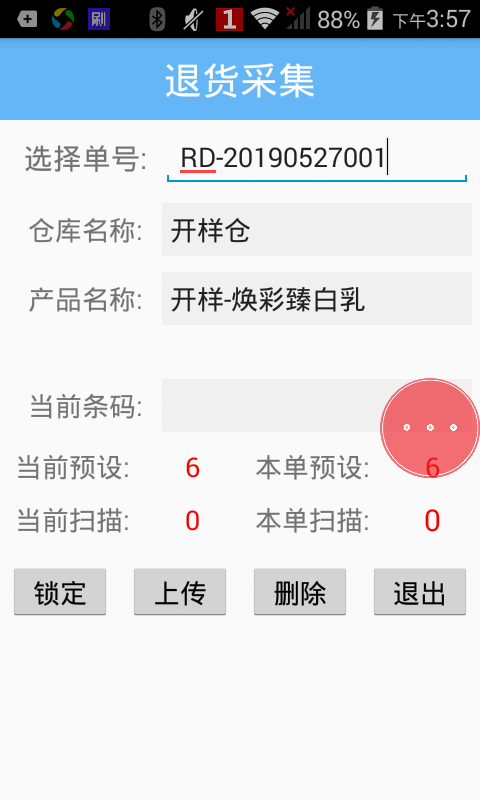 刷 1 88% 下午3:57
退货采集
选择单号: RD-20190527001
仓库名称: 开样仓
产品名称: 开样-焕彩臻白乳
当前条码:
当前预设: 6 本单预设: 6
当前扫描: 0 本单扫描: 0
锁定 上传 删除 退出